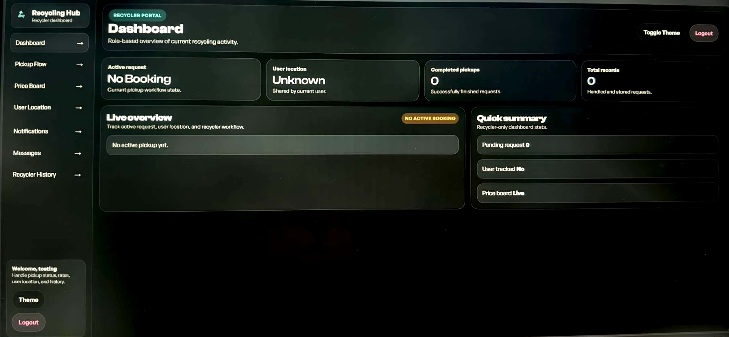 Recycling Hub
Recycler dashboard
Dashboard →
Pickup Flow →
Price Board →
User Location →
Notifications →
Messages →
Recycler History →
Welcome, testing
Handle pickup status, rates,
user location, and history.
Theme
Logout
RECYCLER PORTAL
Dashboard
Role-based overview of current recycling activity.
Toggle Theme
Logout
Active request
No Booking
Current pickup workflow state.
User location
Unknown
Shared by current user.
Completed pickups
0
Successfully finished requests.
Total records
0
Handled and stored requests.
Live overview
Track active request, user location, and recycler workflow.
NO ACTIVE BOOKING
No active pickup yet.
Quick summary
Recycler-only dashboard stats.
Pending request 0
User tracked No
Price board Live